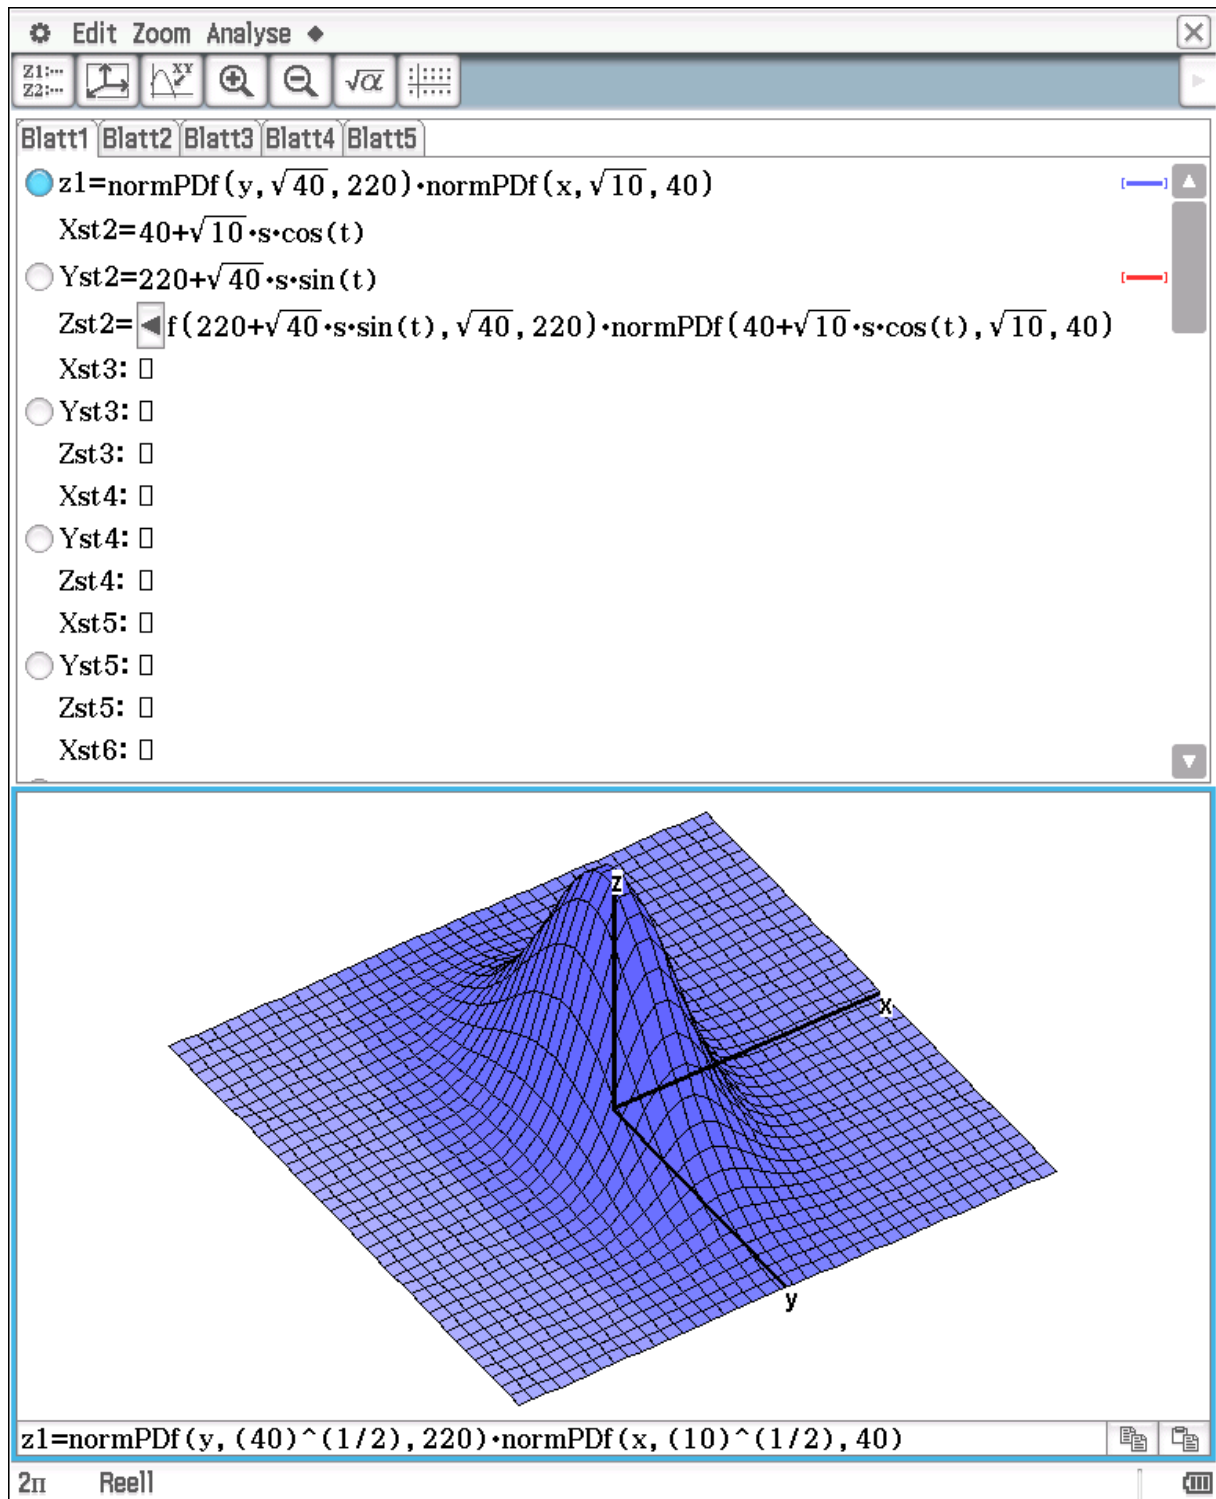 Edit Zoom Analyse ◆
Z1:… XY √α
Z2:…
Blatt1 Blatt2 Blatt3 Blatt4 Blatt5
z1=normPDf(y,√40,220)·normPDf(x,√10,40)
Xst2=40+√10·s·cos(t)
Yst2=220+√40·s·sin(t)
Zst2=◀f(220+√40·s·sin(t),√40,220)·normPDf(40+√10·s·cos(t),√10,40)
Xst3:▯
Yst3:▯
Zst3:▯
Xst4:▯
Yst4:▯
Zst4:▯
Xst5:▯
Yst5:▯
Zst5:▯
Xst6:▯
z
x
y
z1=normPDf(y,(40)^(1/2),220)·normPDf(x,(10)^(1/2),40)
2π Reell